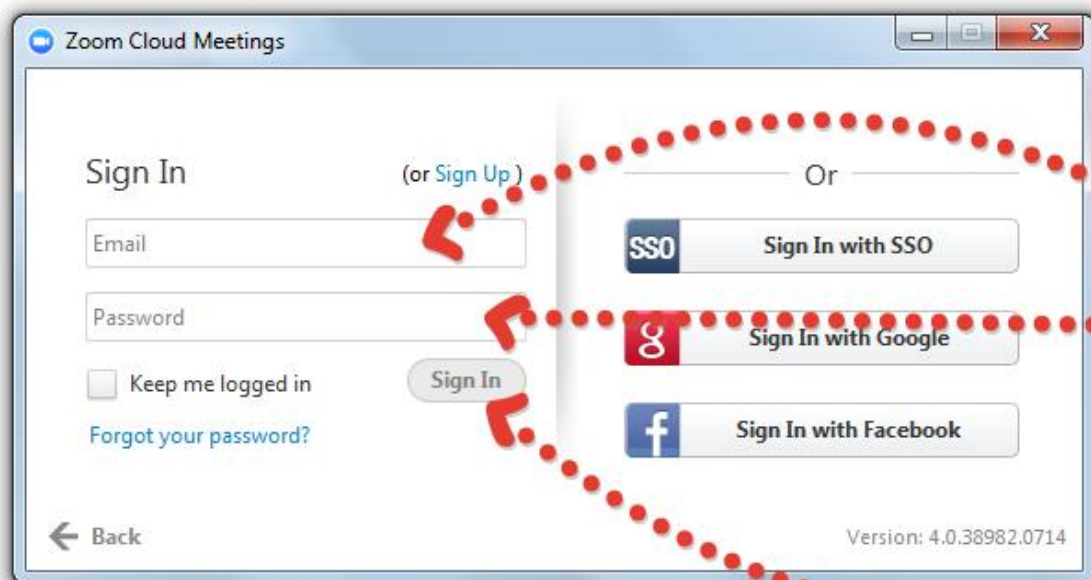 Zoom Cloud Meetings
Sign In
(or Sign Up )
Email
Password
Keep me logged in
Sign In
Forgot your password?
Back
Or
SSO
Sign In with SSO
g
Sign In with Google
f
Sign In with Facebook
Version: 4.0.38982.0714